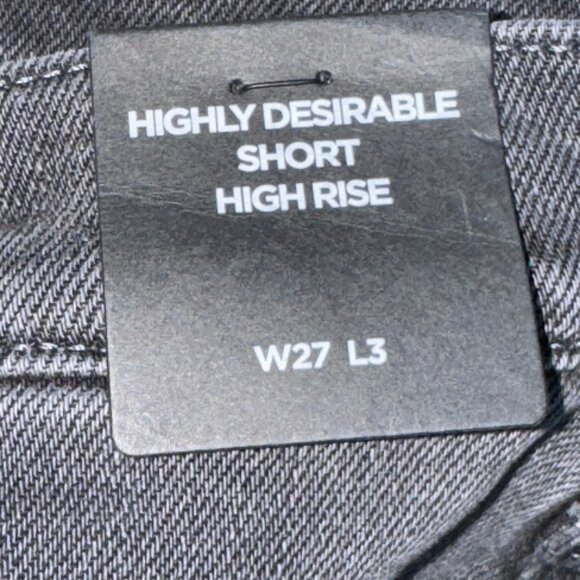 HIGHLY DESIRABLE
SHORT
HIGH RISE
W27 L3